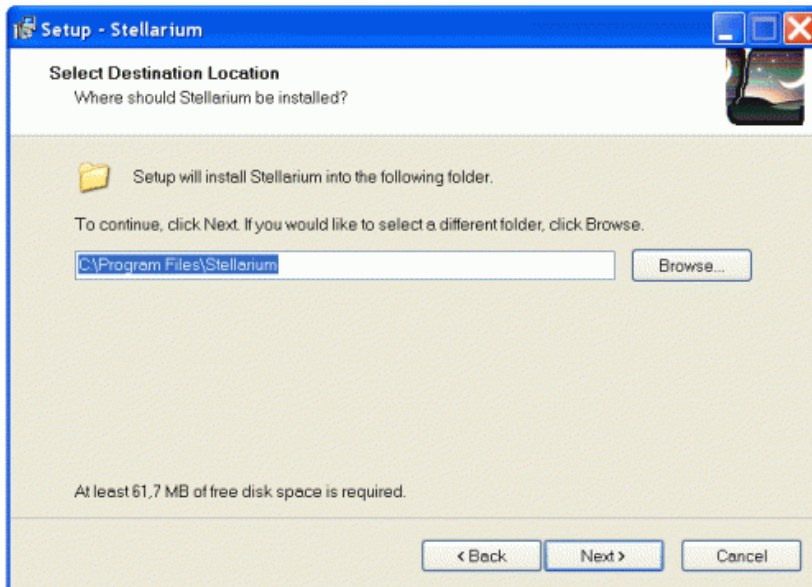 Setup - Stellarium
Select Destination Location
Where should Stellarium be installed?
Setup will install Stellarium into the following folder.
To continue, click Next. If you would like to select a different folder, click Browse.
C:\Program Files\Stellarium
Browse...
At least 61,7 MB of free disk space is required.
< Back
Next >
Cancel